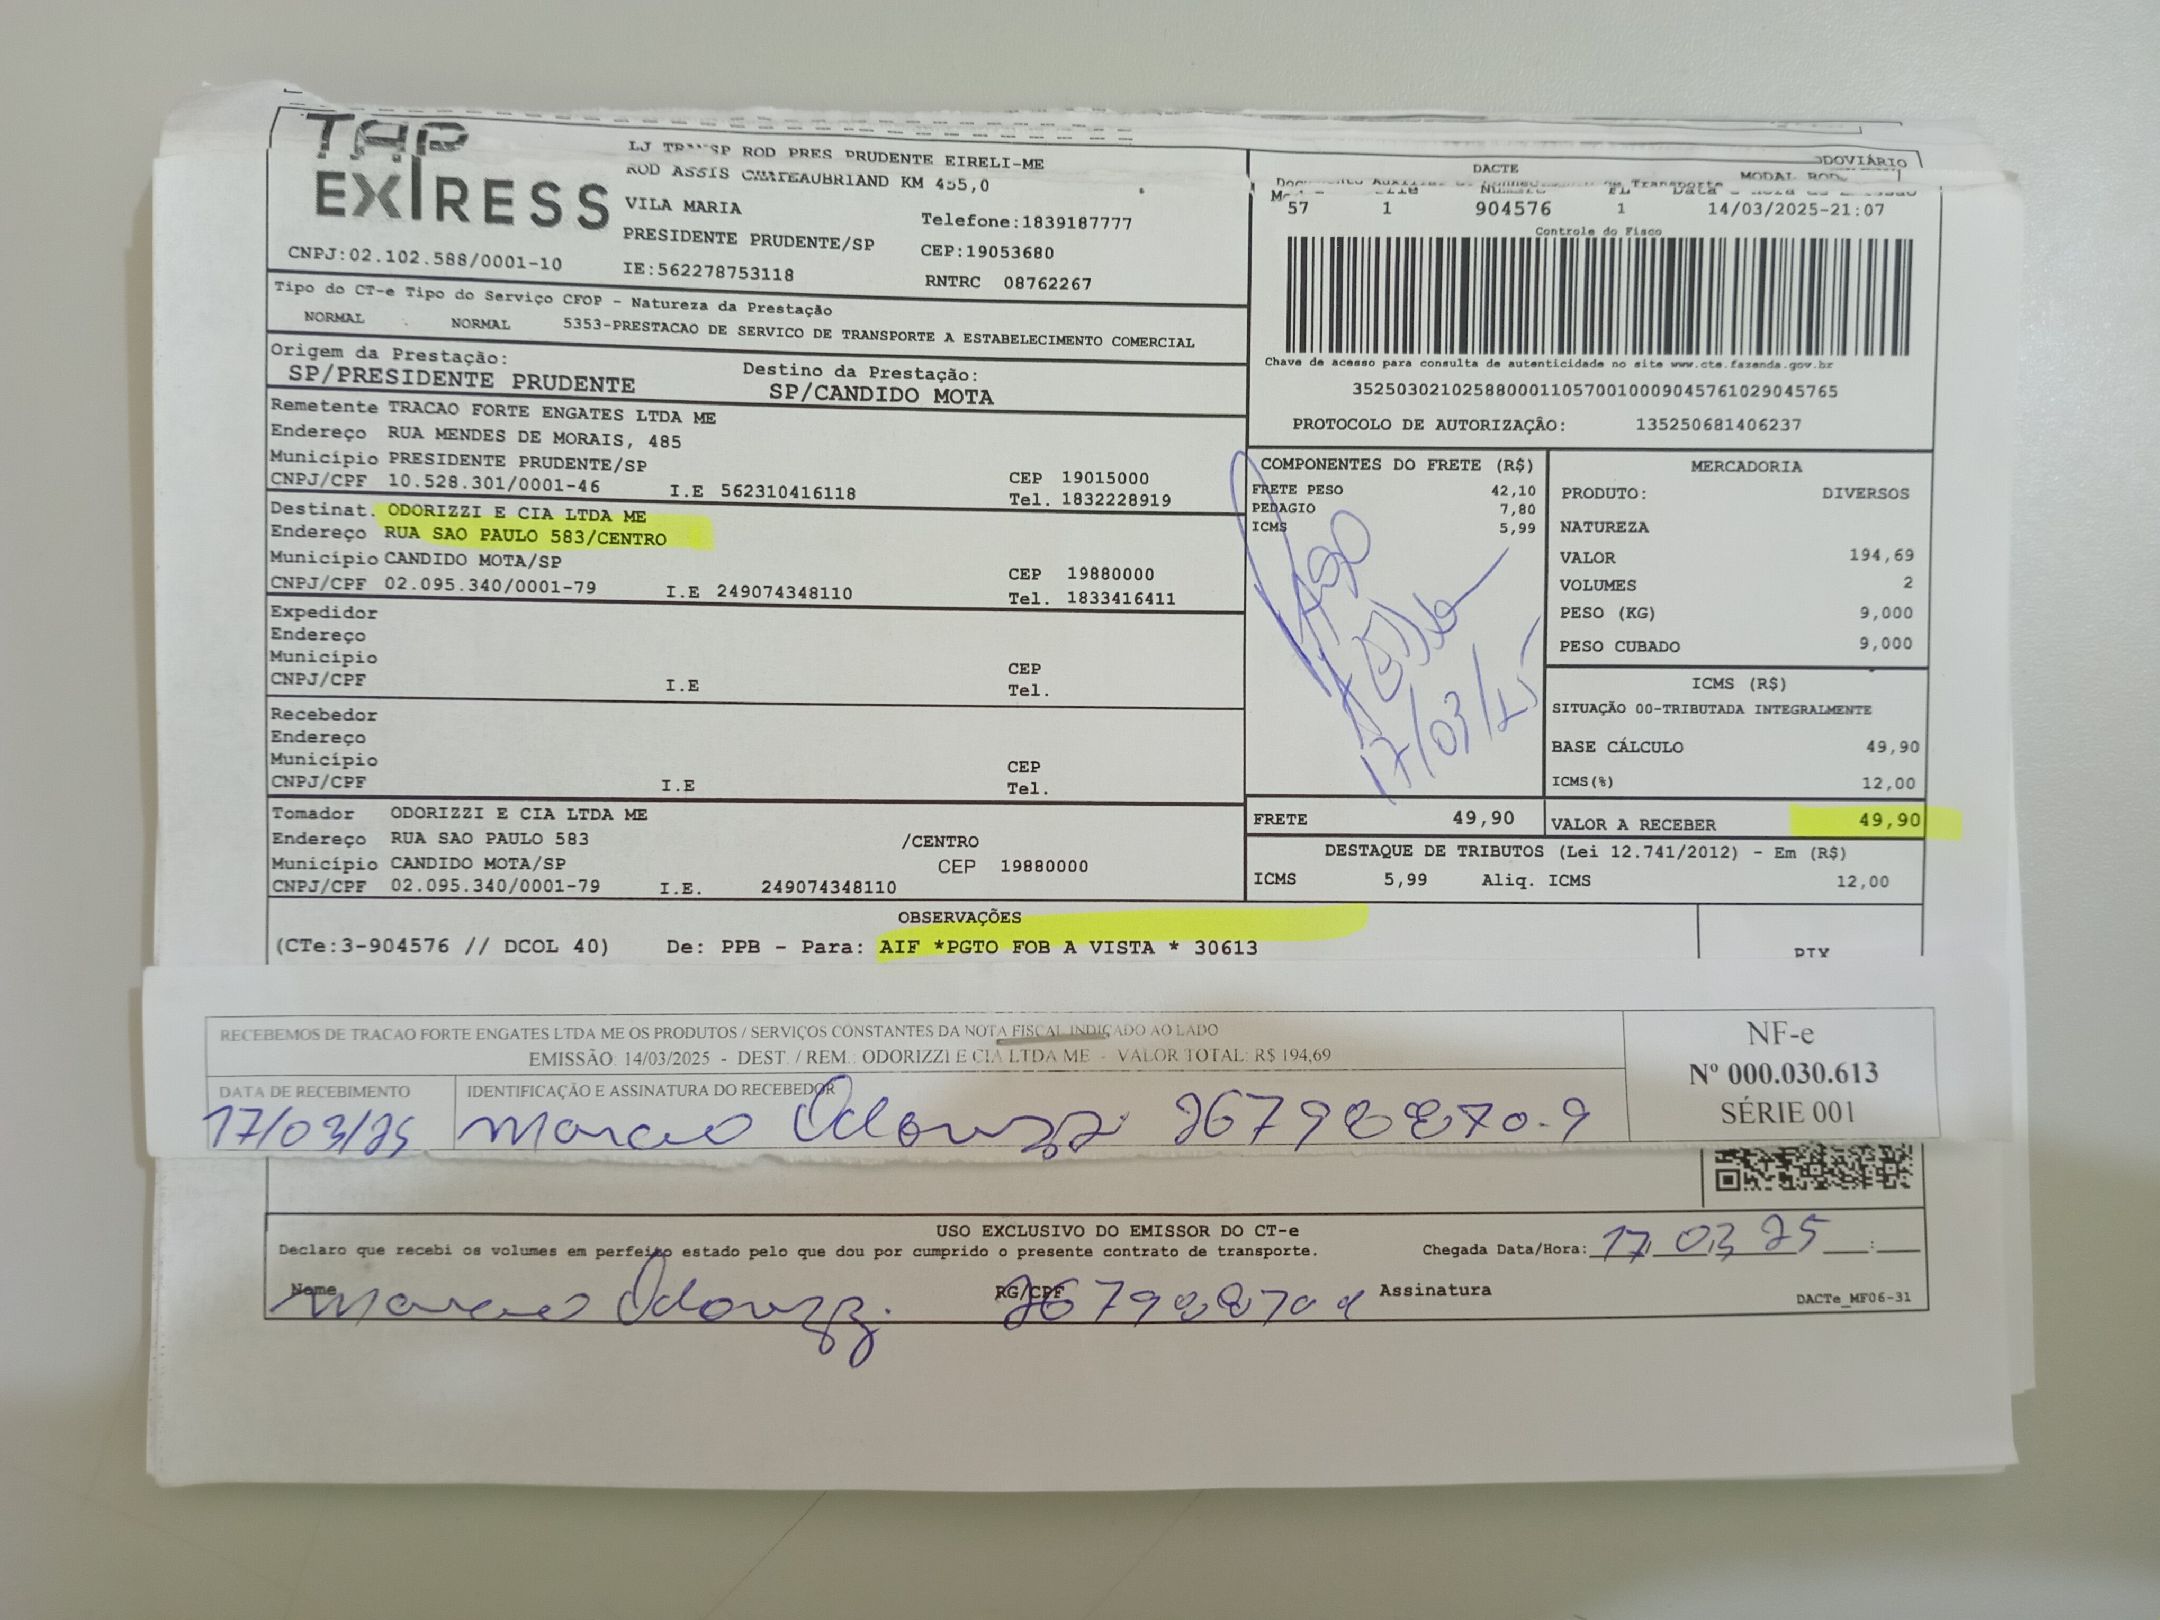 TAP
EXPRESS
LJ TRANSP ROD PRES PRUDENTE EIRELI-ME
ROD ASSIS CHATEAUBRIAND KM 455,0
VILA MARIA
Telefone:1839187777
PRESIDENTE PRUDENTE/SP CEP:19053680
CNPJ:02.102.588/0001-10 IE:562278753118 RNTRC 08762267
DACTE
MODAL RODOVIÁRIO
57 1 904576 1 14/03/2025-21:07
Controle do Fisco
Chave de acesso para consulta de autenticidade no site www.cte.fazenda.gov.br
35250302102588000110570010009045761029045765
PROTOCOLO DE AUTORIZAÇÃO: 135250681406237
Tipo do CT-e Tipo do Serviço CFOP - Natureza da Prestação
NORMAL NORMAL 5353-PRESTACAO DE SERVICO DE TRANSPORTE A ESTABELECIMENTO COMERCIAL
Origem da Prestação: Destino da Prestação:
SP/PRESIDENTE PRUDENTE SP/CANDIDO MOTA
Remetente TRACAO FORTE ENGATES LTDA ME
Endereço RUA MENDES DE MORAIS, 485
Município PRESIDENTE PRUDENTE/SP CEP 19015000
CNPJ/CPF 10.528.301/0001-46 I.E 562310416118 Tel. 1832228919
Destinat. ODORIZZI E CIA LTDA ME
Endereço RUA SAO PAULO 583/CENTRO
Município CANDIDO MOTA/SP CEP 19880000
CNPJ/CPF 02.095.340/0001-79 I.E 249074348110 Tel. 1833416411
Expedidor
Endereço
Município CEP
CNPJ/CPF I.E Tel.
Recebedor
Endereço
Município CEP
CNPJ/CPF I.E Tel.
Tomador ODORIZZI E CIA LTDA ME
Endereço RUA SAO PAULO 583 /CENTRO
Município CANDIDO MOTA/SP CEP 19880000
CNPJ/CPF 02.095.340/0001-79 I.E. 249074348110
COMPONENTES DO FRETE (R$)
FRETE PESO 42,10
PEDAGIO 7,80
ICMS 5,99
17/03/25
MERCADORIA
PRODUTO: DIVERSOS
NATUREZA
VALOR 194,69
VOLUMES 2
PESO (KG) 9,000
PESO CUBADO 9,000
ICMS (R$)
SITUAÇÃO 00-TRIBUTADA INTEGRALMENTE
BASE CÁLCULO 49,90
ICMS(%) 12,00
FRETE 49,90 VALOR A RECEBER 49,90
DESTAQUE DE TRIBUTOS (Lei 12.741/2012) - Em (R$)
ICMS 5,99 Aliq. ICMS 12,00
OBSERVAÇÕES
(CTe:3-904576 // DCOL 40) De: PPB - Para: AIF *PGTO FOB A VISTA * 30613
PTX
RECEBEMOS DE TRACAO FORTE ENGATES LTDA ME OS PRODUTOS / SERVIÇOS CONSTANTES DA NOTA FISCAL INDICADO AO LADO
EMISSÃO: 14/03/2025 - DEST. / REM.: ODORIZZI E CIA LTDA ME - VALOR TOTAL: R$ 194,69
DATA DE RECEBIMENTO IDENTIFICAÇÃO E ASSINATURA DO RECEBEDOR
17/03/25 Marcio Odorizzi 26798870-9
NF-e
Nº 000.030.613
SÉRIE 001
USO EXCLUSIVO DO EMISSOR DO CT-e
Declaro que recebi os volumes em perfeito estado pelo que dou por cumprido o presente contrato de transporte. Chegada Data/Hora: 17 03 25 :
Nome Marcio Odorizzi RG/CPF Assinatura
DACTe_MF06-31